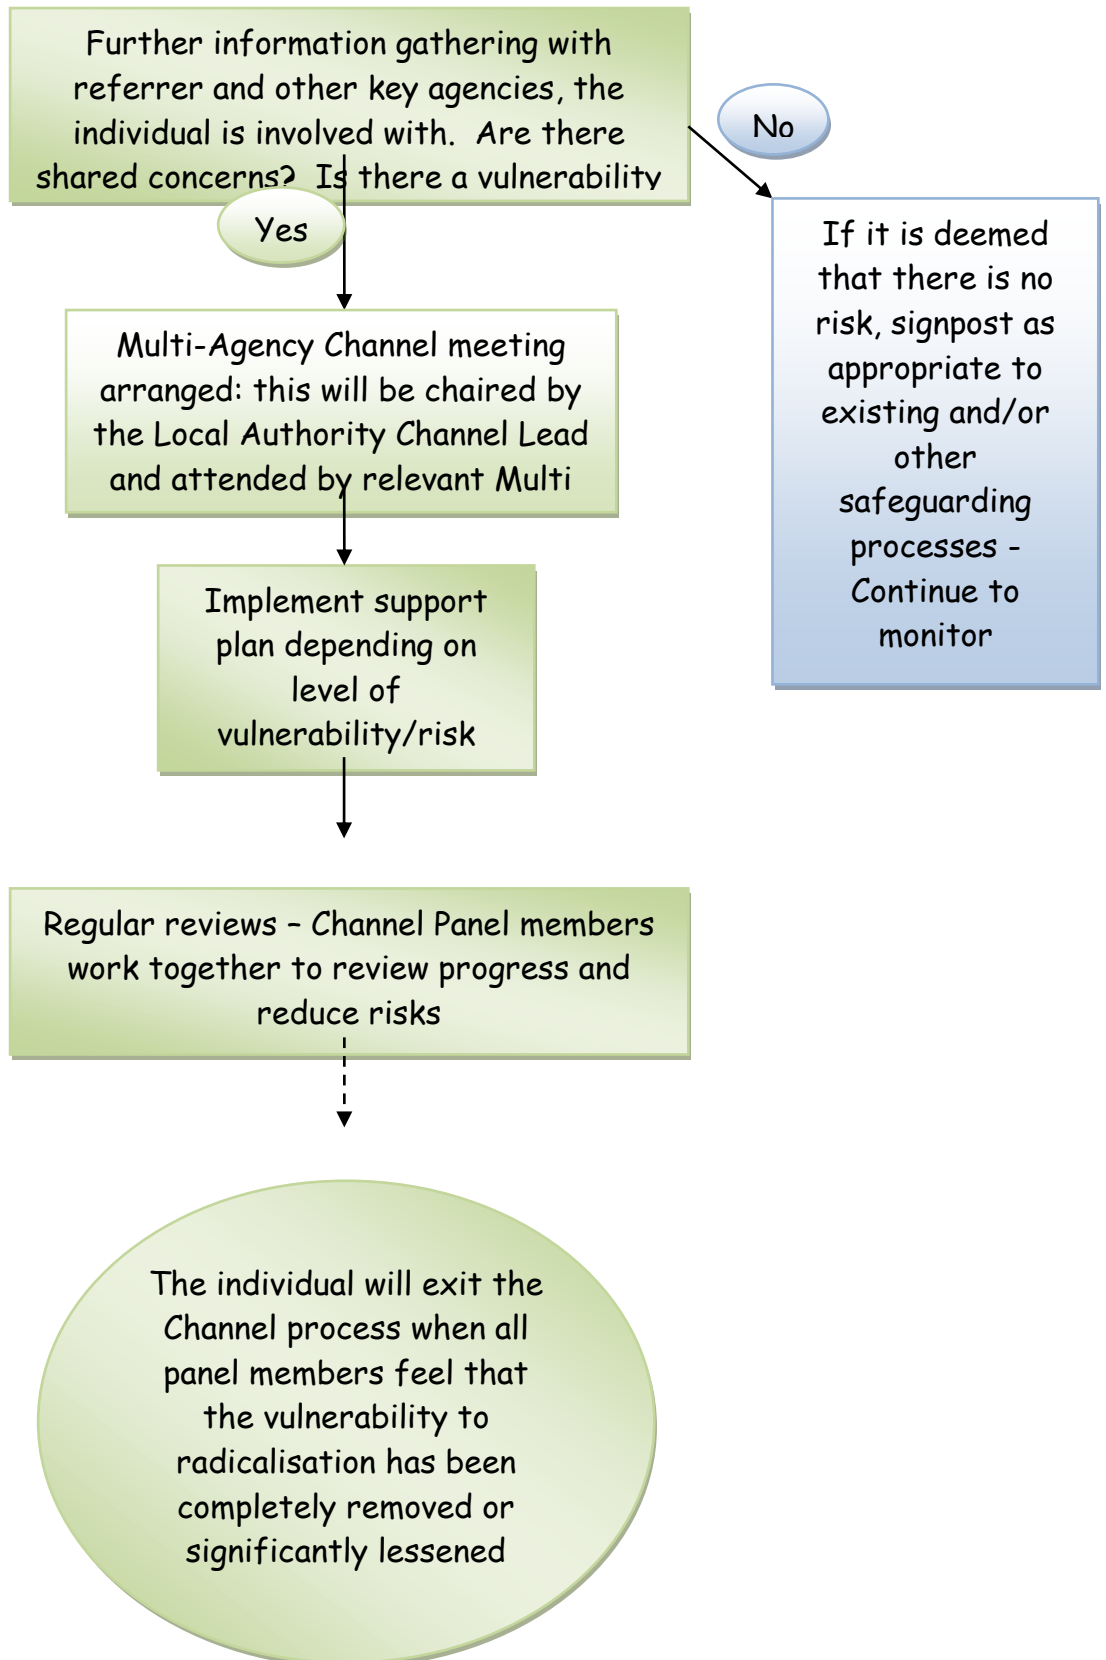 Further information gathering with
referrer and other key agencies, the
individual is involved with. Are there
shared concerns? Is there a vulnerability
No
Yes
If it is deemed
that there is no
risk, signpost as
appropriate to
existing and/or
other
safeguarding
processes -
Continue to
monitor
Multi-Agency Channel meeting
arranged: this will be chaired by
the Local Authority Channel Lead
and attended by relevant Multi
Implement support
plan depending on
level of
vulnerability/risk
Regular reviews – Channel Panel members
work together to review progress and
reduce risks
The individual will exit the
Channel process when all
panel members feel that
the vulnerability to
radicalisation has been
completely removed or
significantly lessened